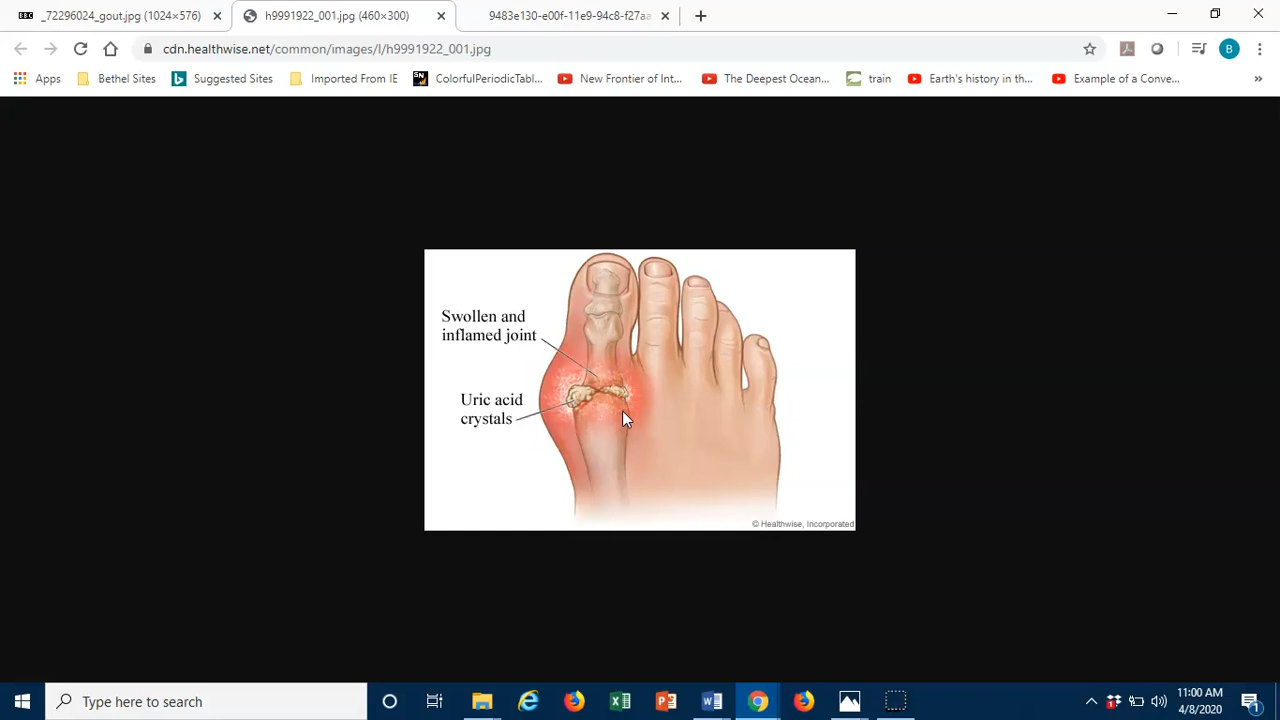 _72296024_gout.jpg (1024×576)
h9991922_001.jpg (460×300)
9483e130-e00f-11e9-94c8-f27aa
cdn.healthwise.net/common/images/l/h9991922_001.jpg
B
Apps
Bethel Sites
Suggested Sites
Imported From IE
SN
ColorfulPeriodicTabl...
New Frontier of Int...
The Deepest Ocean...
train
Earth's history in th...
Example of a Conve...
»
Swollen and
inflamed joint
Uric acid
crystals
© Healthwise, Incorporated
Type here to search
11:00 AM
4/8/2020
1